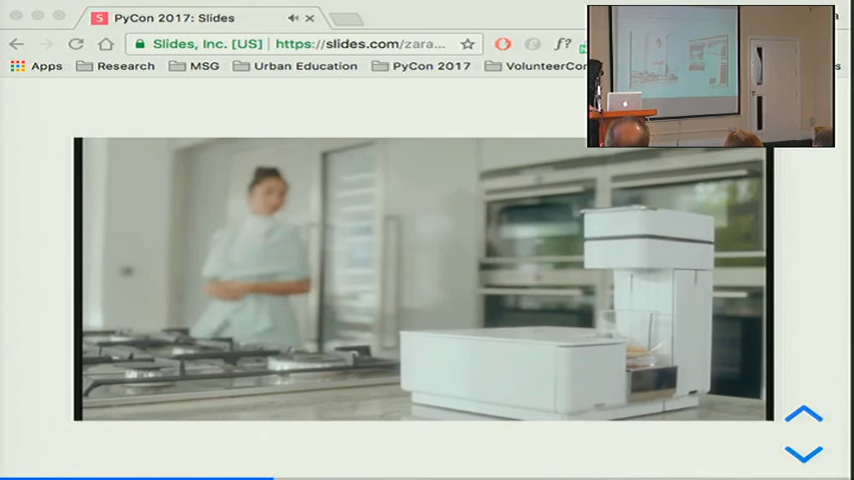 S PyCon 2017: Slides
Slides, Inc. [US] https://slides.com/zara... f?
Apps Research MSG Urban Education PyCon 2017 VolunteerCor